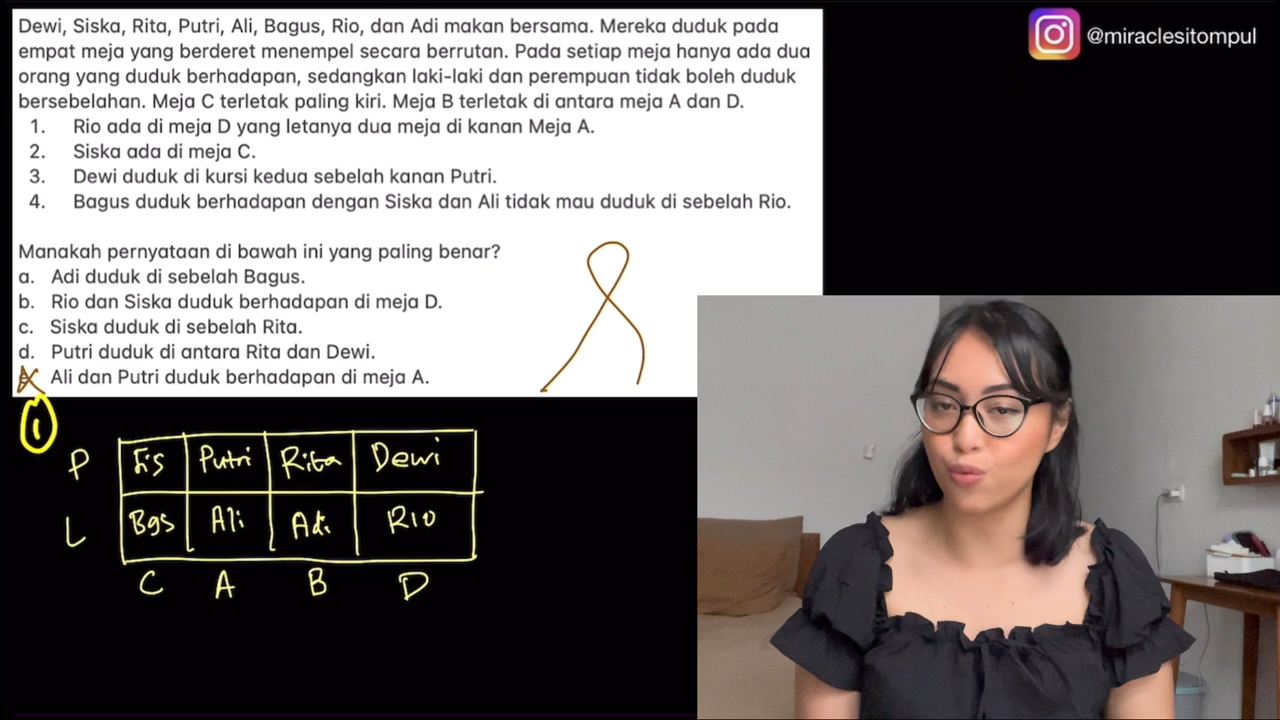 Dewi, Siska, Rita, Putri, Ali, Bagus, Rio, dan Adi makan bersama. Mereka duduk pada
empat meja yang berderet menempel secara berrutan. Pada setiap meja hanya ada dua
orang yang duduk berhadapan, sedangkan laki-laki dan perempuan tidak boleh duduk
bersebelahan. Meja C terletak paling kiri. Meja B terletak di antara meja A dan D.
1. Rio ada di meja D yang letanya dua meja di kanan Meja A.
2. Siska ada di meja C.
3. Dewi duduk di kursi kedua sebelah kanan Putri.
4. Bagus duduk berhadapan dengan Siska dan Ali tidak mau duduk di sebelah Rio.
Manakah pernyataan di bawah ini yang paling benar?
a. Adi duduk di sebelah Bagus.
b. Rio dan Siska duduk berhadapan di meja D.
c. Siska duduk di sebelah Rita.
d. Putri duduk di antara Rita dan Dewi.
Ali dan Putri duduk berhadapan di meja A.
1
P Sis Putri Rita Dewi
L Bgs Ali Adi Rio
C A B D
@miraclesitompul